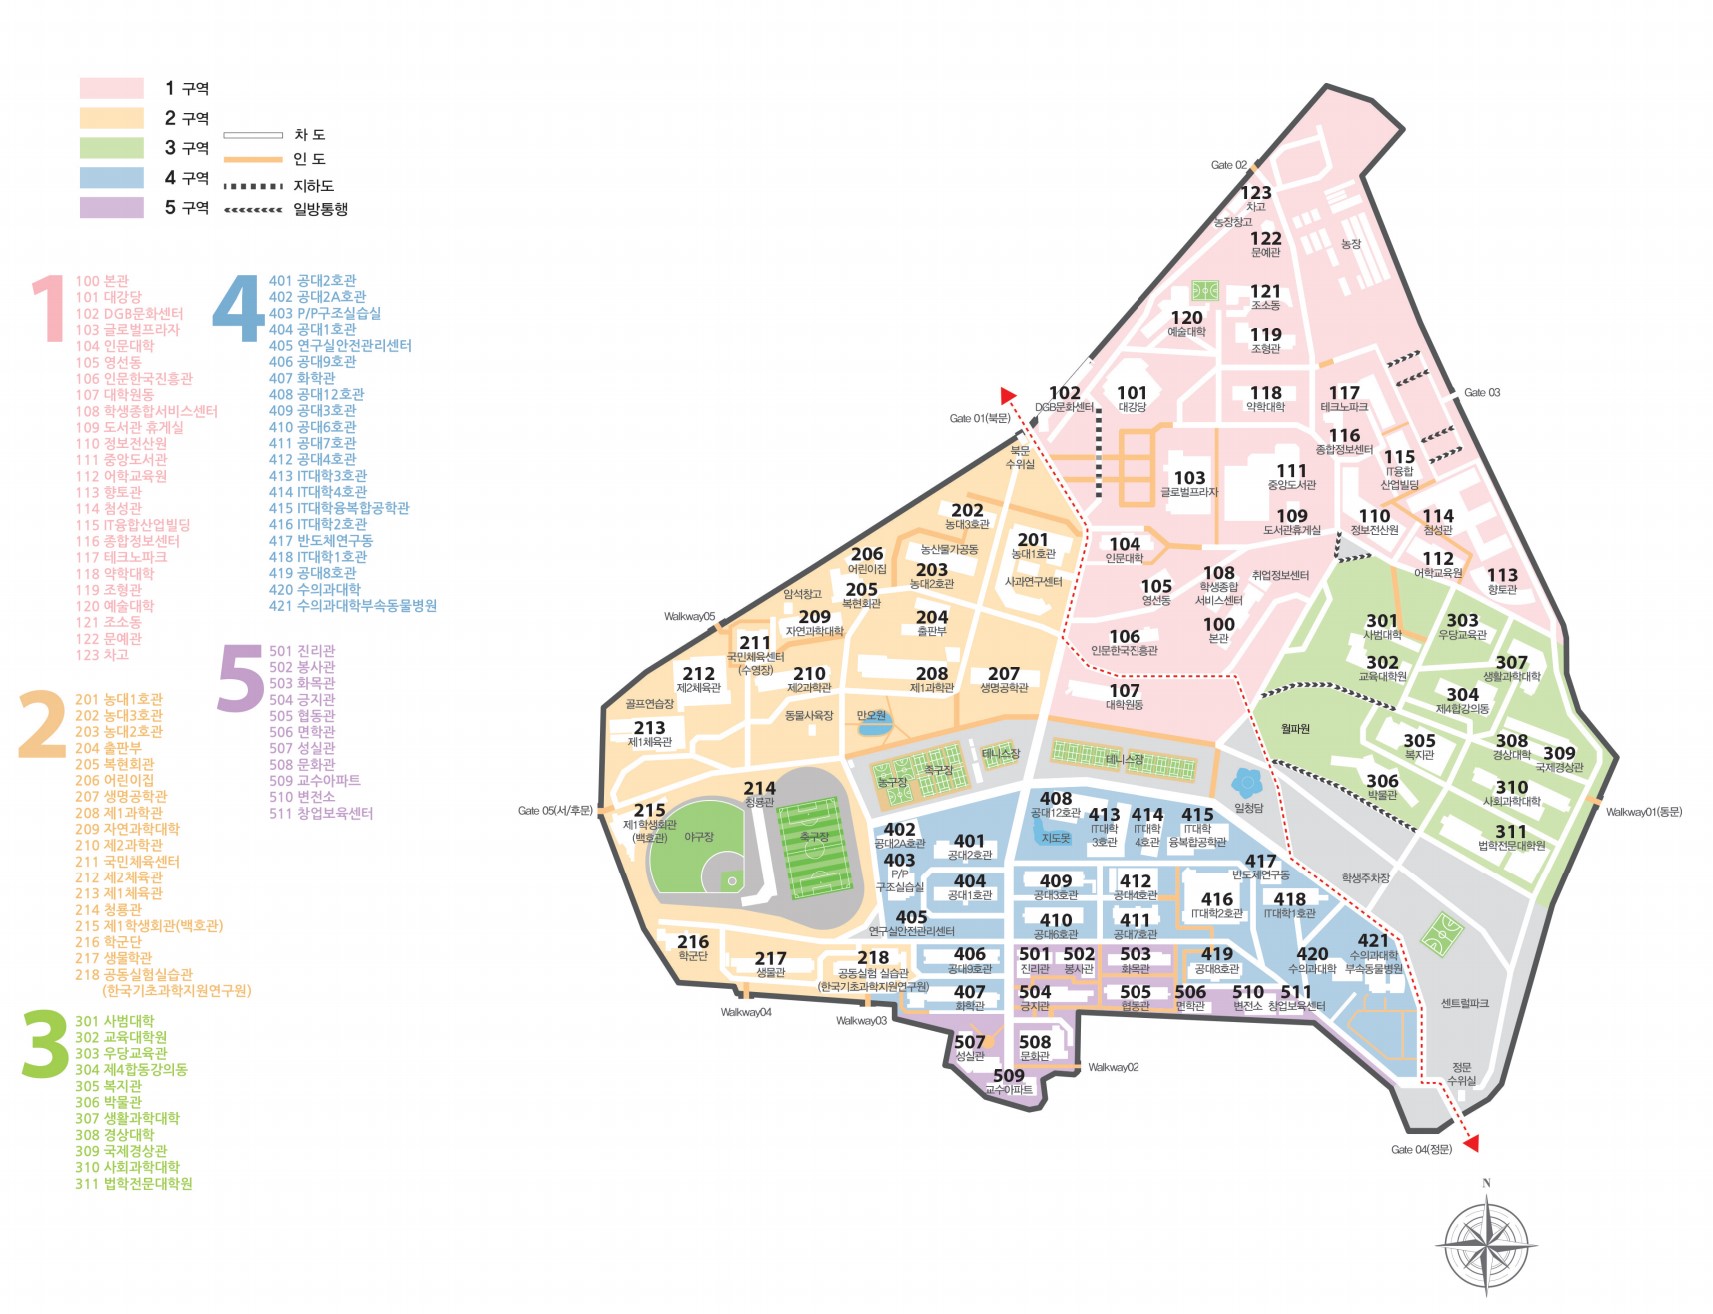 1 구역
2 구역
3 구역
4 구역
5 구역
차 도
인 도
지하도
일방통행
1
100 본관
101 대강당
102 DGB문화센터
103 글로벌프라자
104 인문대학
105 영선동
106 인문한국진흥관
107 대학원동
108 학생종합서비스센터
109 도서관 휴게실
110 정보전산원
111 중앙도서관
112 어학교육원
113 향토관
114 첨성관
115 IT융합산업빌딩
116 종합정보센터
117 테크노파크
118 약학대학
119 조형관
120 예술대학
121 조소동
122 문예관
123 차고
2
201 농대1호관
202 농대3호관
203 농대2호관
204 출판부
205 복현회관
206 어린이집
207 생명공학관
208 제1과학관
209 자연과학대학
210 제2과학관
211 국민체육센터
212 제2체육관
213 제1체육관
214 청룡관
215 제1학생회관(백호관)
216 학군단
217 생물학관
218 공동실험실습관
(한국기초과학지원연구원)
3
301 사범대학
302 교육대학원
303 우당교육관
304 제4합동강의동
305 복지관
306 박물관
307 생활과학대학
308 경상대학
309 국제경상관
310 사회과학대학
311 법학전문대학원
4
401 공대2호관
402 공대2A호관
403 P/P구조실습실
404 공대1호관
405 연구실안전관리센터
406 공대9호관
407 화학관
408 공대12호관
409 공대3호관
410 공대6호관
411 공대7호관
412 공대4호관
413 IT대학3호관
414 IT대학4호관
415 IT대학융복합공학관
416 IT대학2호관
417 반도체연구동
418 IT대학1호관
419 공대8호관
420 수의과대학
421 수의과대학부속동물병원
5
501 진리관
502 봉사관
503 화목관
504 긍지관
505 협동관
506 면학관
507 성실관
508 문화관
509 교수아파트
510 변전소
511 창업보육센터
Gate 02
123
차고
농장창고
122
문예관
농장
121
조소동
120
예술대학
119
조형관
Gate 03
102
DGB문화센터
101
대강당
118
약학대학
117
테크노파크
Gate 01(북문)
북문
수위실
116
종합정보센터
115
IT융합
산업빌딩
103
글로벌프라자
111
중앙도서관
109
도서관휴게실
110
정보전산원
114
첨성관
202
농대3호관
201
농대1호관
농산물가공동
104
인문대학
206
어린이집
203
농대2호관
사과연구센터
105
영선동
108
학생종합
서비스센터
취업정보센터
112
어학교육원
113
향토관
암석창고
205
복현회관
Walkway05
209
자연과학대학
204
출판부
106
인문한국진흥관
100
본관
301
사범대학
303
우당교육관
211
국민체육센터
(수영장)
212
제2체육관
210
제2과학관
208
제1과학관
207
생명공학관
107
대학원동
302
교육대학원
307
생활과학대학
304
제4합강의동
골프연습장
213
제1체육관
동물사육장
만오원
월파원
305
복지관
308
경상대학
309
국제경상관
테니스장
테니스장
족구장
농구장
214
청룡관
일청담
306
박물관
310
사회과학대학
Gate 05(서/후문)
215
제1학생회관
(백호관)
야구장
축구장
408
공대12호관
지도못
413
IT대학
3호관
414
IT대학
4호관
415
IT대학
융복합공학관
Walkway01(동문)
311
법학전문대학원
402
공대2A호관
401
공대2호관
403
P/P
구조실습실
417
반도체연구동
학생주차장
404
공대1호관
409
공대3호관
412
공대4호관
416
IT대학2호관
418
IT대학1호관
405
연구실안전관리센터
410
공대6호관
411
공대7호관
216
학군단
217
생물관
218
공동실험 실습관
(한국기초과학지원연구원)
406
공대9호관
501
진리관
502
봉사관
503
화목관
419
공대8호관
420
수의과대학
421
수의과대학
부속동물병원
407
화학관
504
긍지관
505
협동관
506
면학관
510
변전소
511
창업보육센터
센트럴파크
Walkway04
Walkway03
507
성실관
508
문화관
Walkway02
509
교수아파트
정문
수위실
Gate 04(정문)
N